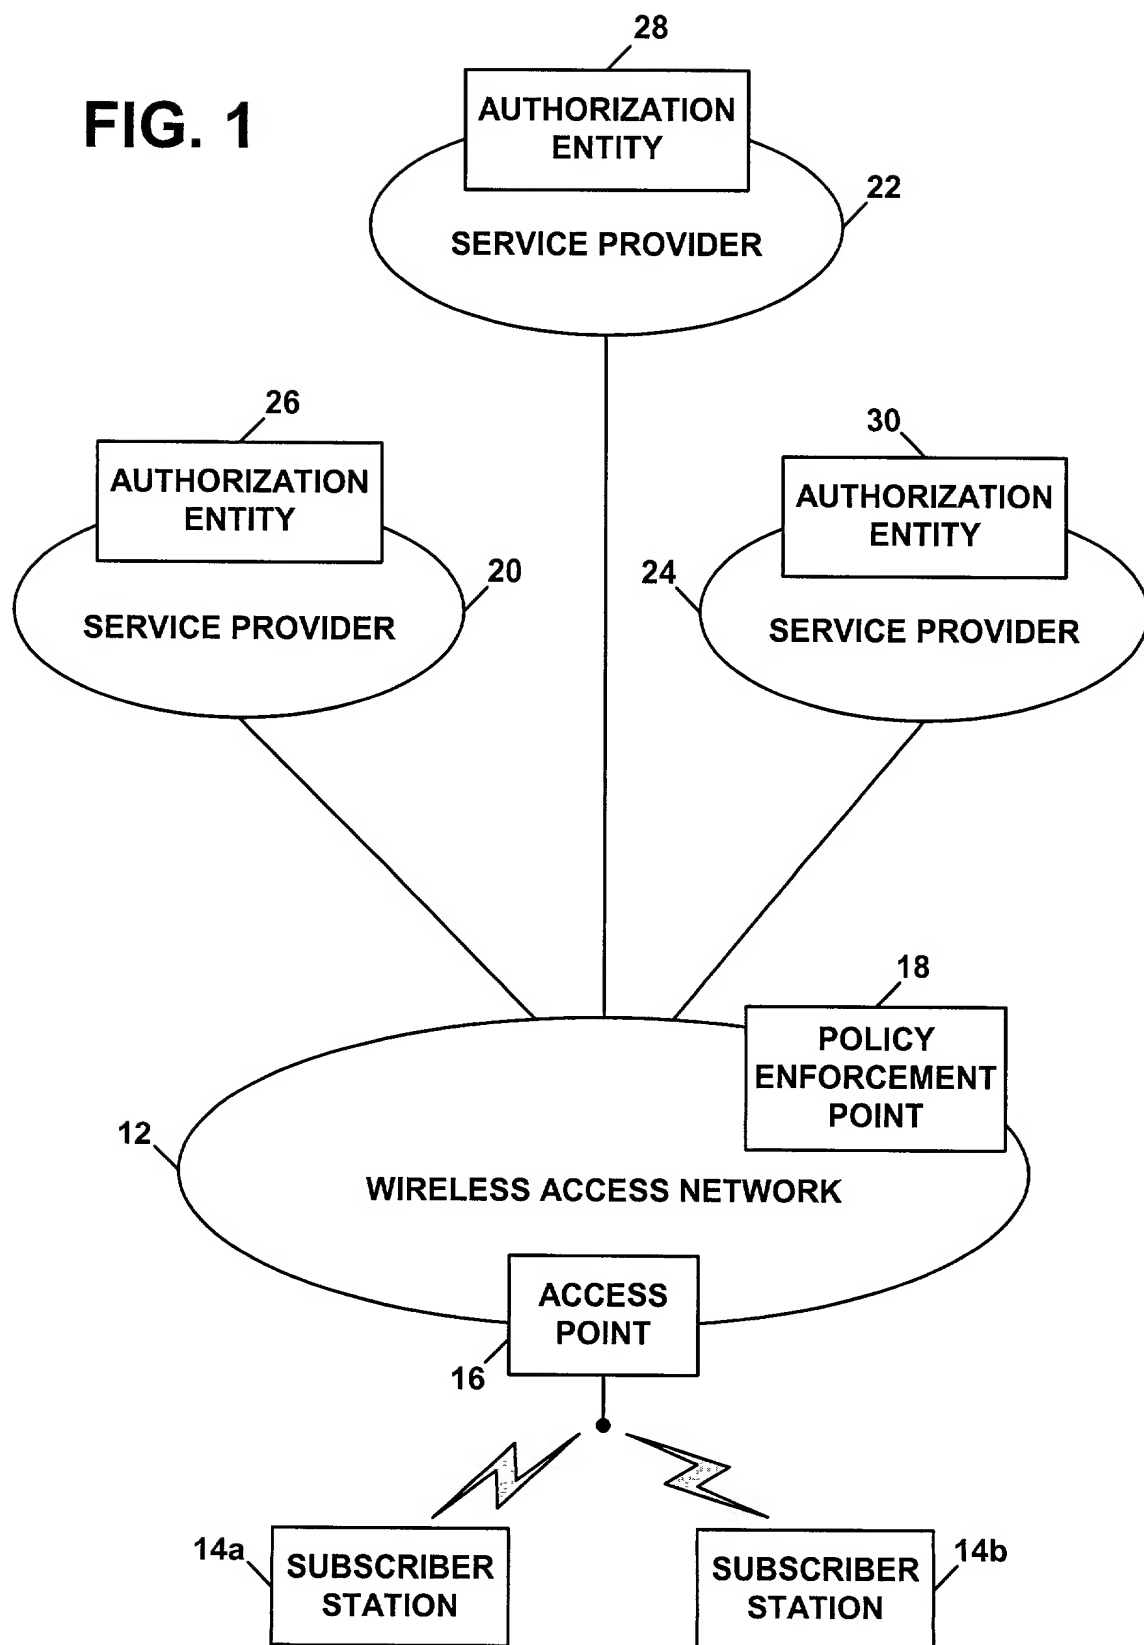 28
FIG. 1
AUTHORIZATION
ENTITY
22
SERVICE PROVIDER
26
30
AUTHORIZATION
ENTITY
AUTHORIZATION
ENTITY
20
24
SERVICE PROVIDER
SERVICE PROVIDER
18
POLICY
ENFORCEMENT
POINT
12
WIRELESS ACCESS NETWORK
ACCESS
POINT
16
14a
SUBSCRIBER
STATION
SUBSCRIBER
STATION
14b